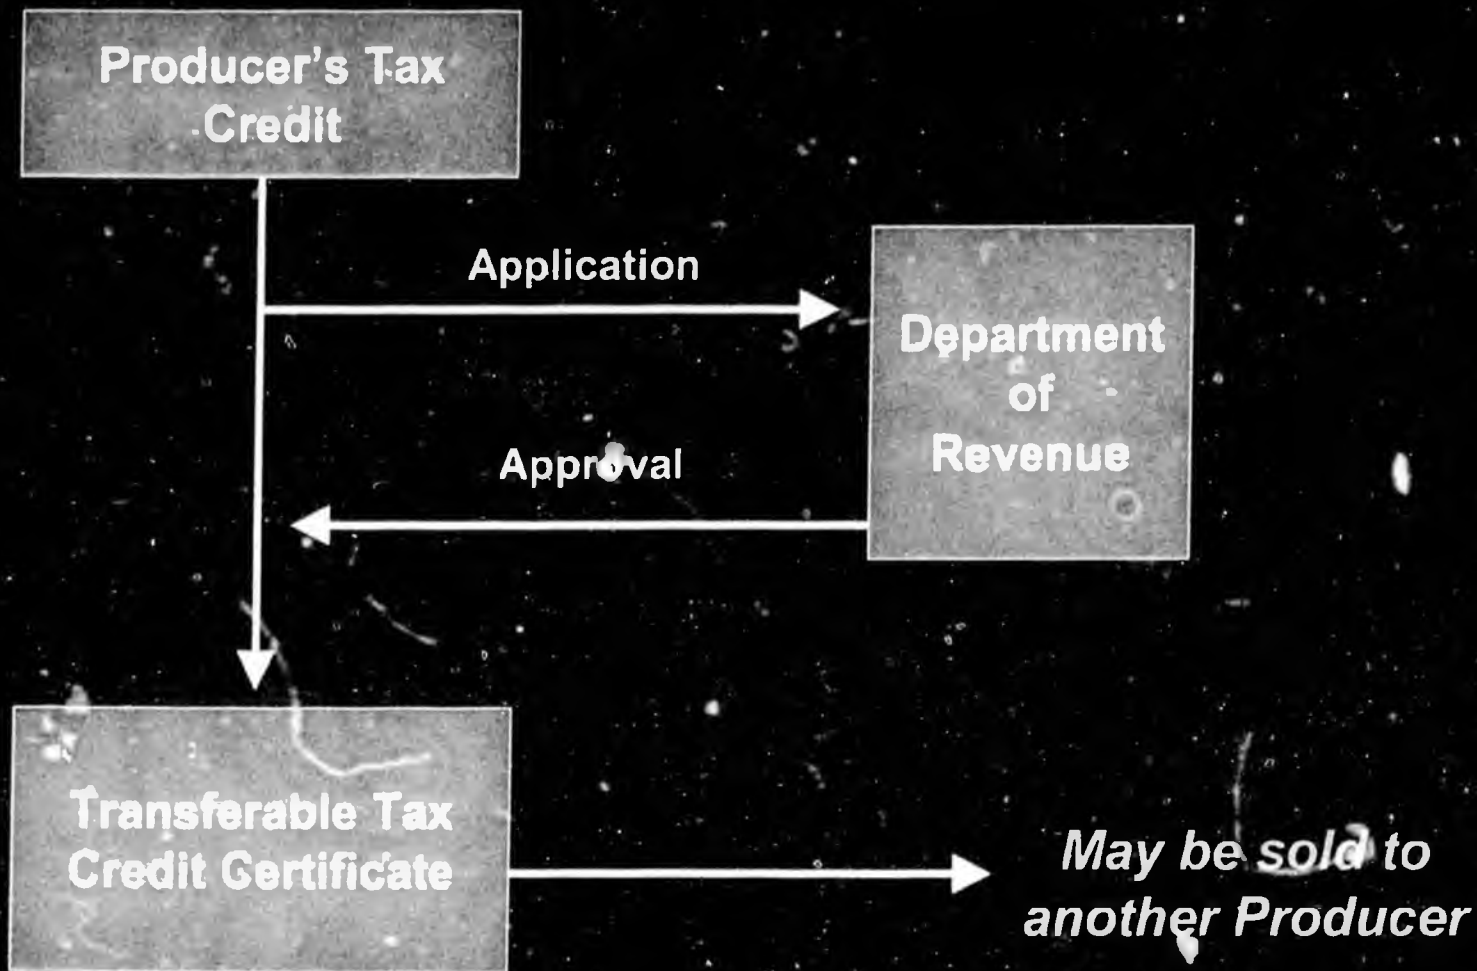 Producer's Tax
Credit
Application
Department
of
Revenue
Approval
Transferable Tax
Credit Certificate
May be sold to
another Producer